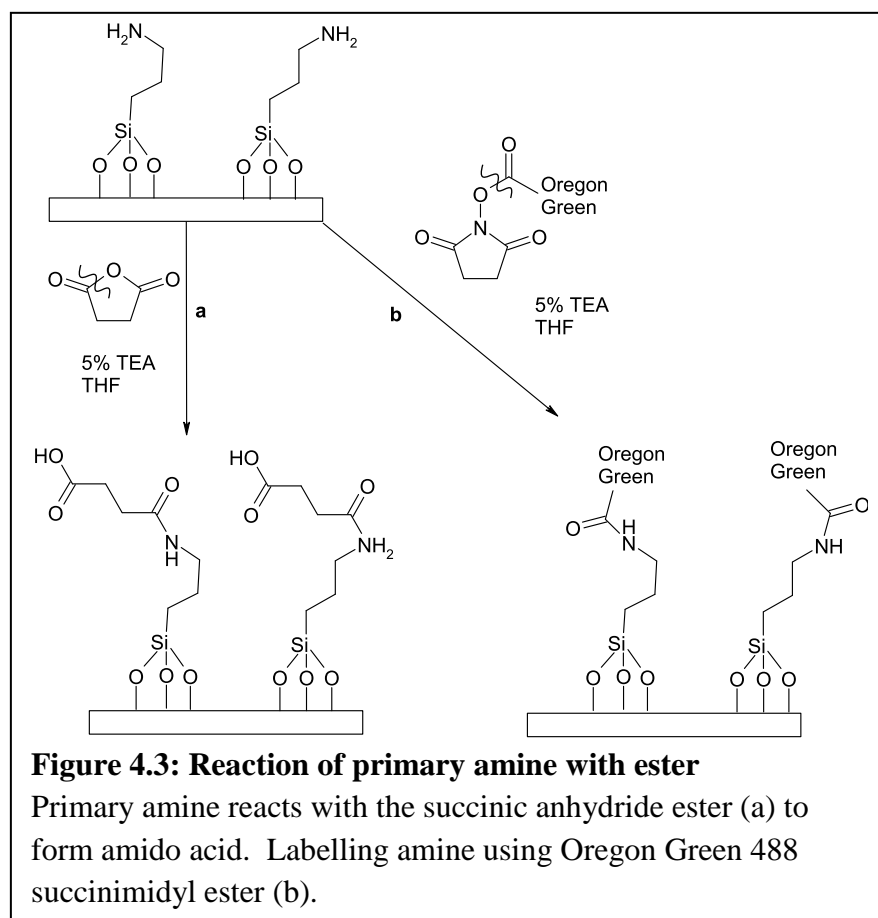 H2N NH2
Si Si
O O O O O O
O
O Oregon
Green
N
O O
O O O
a
b
5% TEA
THF
5% TEA
THF
HO O O N H
HO O O NH2
Oregon
Green
O H N
Oregon
Green
O NH
Si Si Si Si
O O O O O O O O O O O O
Figure 4.3: Reaction of primary amine with ester
Primary amine reacts with the succinic anhydride ester (a) to
form amido acid. Labelling amine using Oregon Green 488
succinimidyl ester (b).